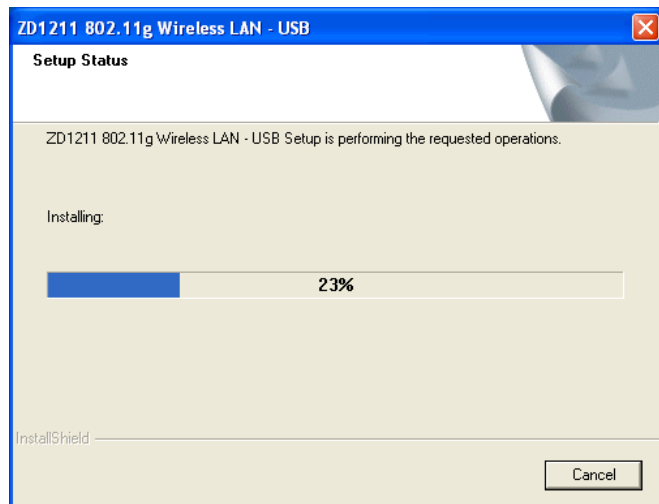 ZD1211 802.11g Wireless LAN - USB
Setup Status
ZD1211 802.11g Wireless LAN - USB Setup is performing the requested operations.
Installing:
23%
InstallShield
Cancel